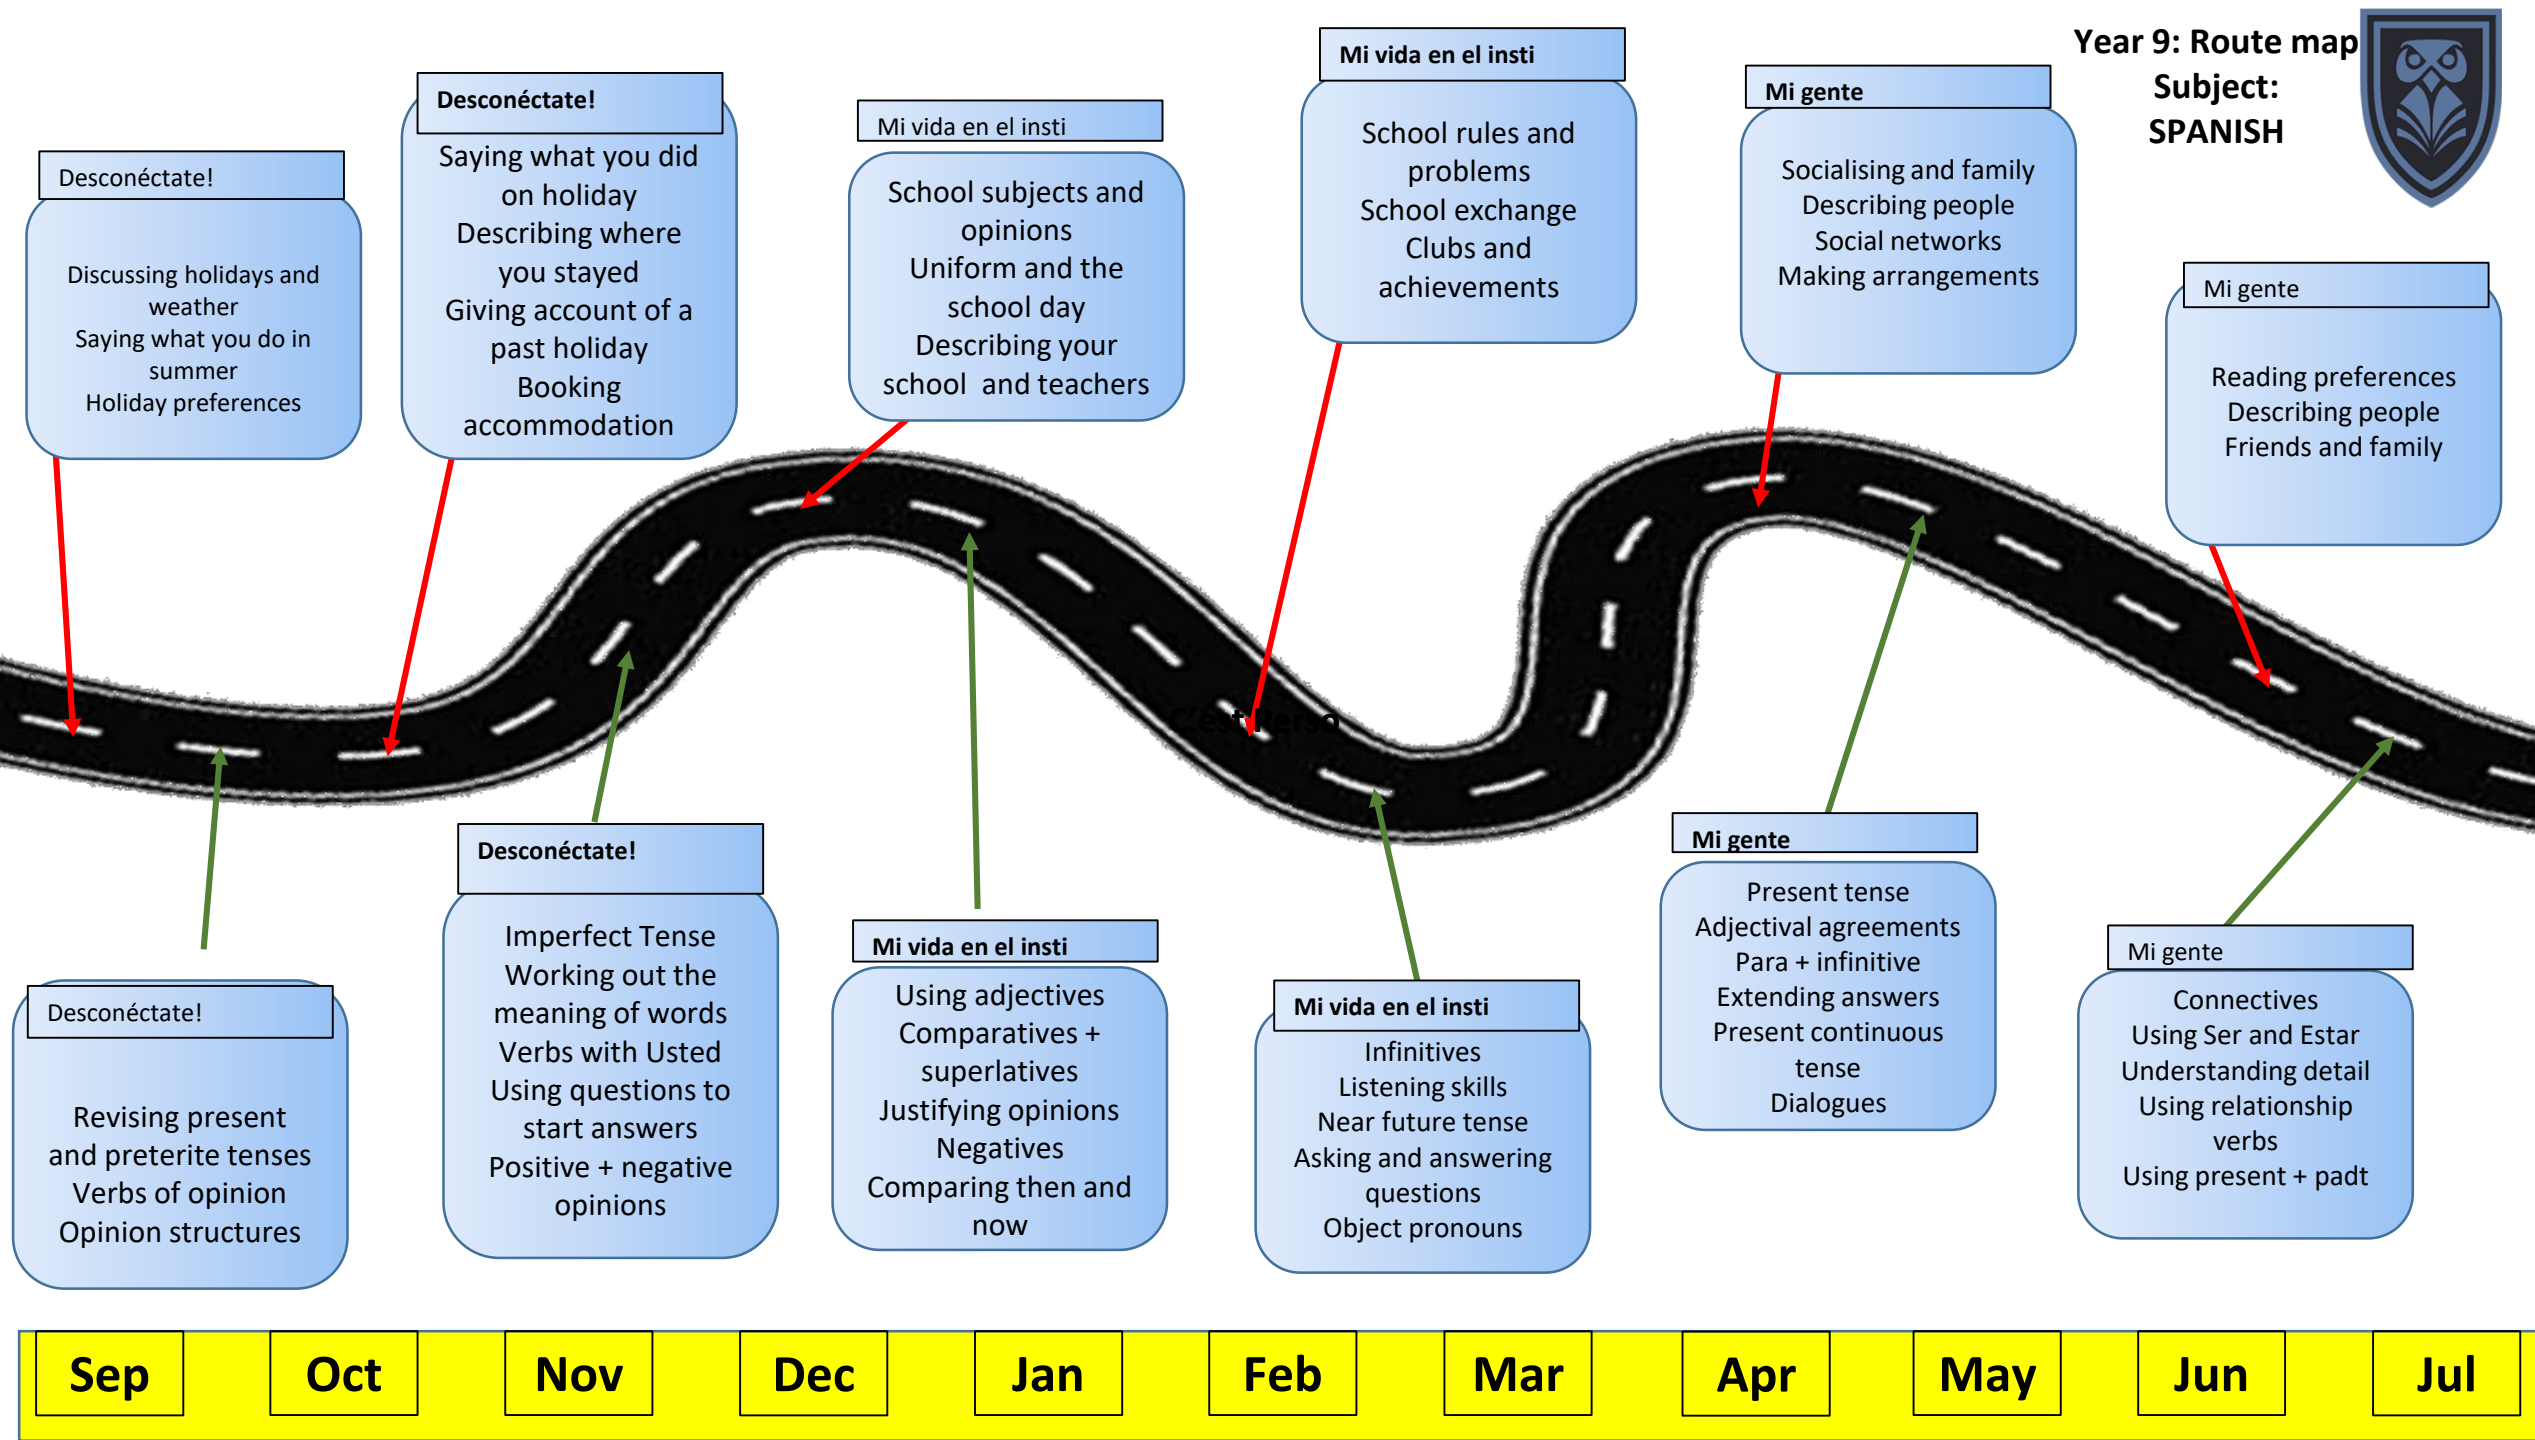 Year 9: Route map
Subject:
SPANISH
Desconéctate!
Discussing holidays and
weather
Saying what you do in
summer
Holiday preferences
Desconéctate!
Saying what you did
on holiday
Describing where
you stayed
Giving account of a
past holiday
Booking
accommodation
Mi vida en el insti
School subjects and
opinions
Uniform and the
school day
Describing your
school  and teachers
Mi vida en el insti
School rules and
problems
School exchange
Clubs and
achievements
Mi gente
Socialising and family
Describing people
Social networks
Making arrangements
Mi gente
Reading preferences
Describing people
Friends and family
C'est Perso
Desconéctate!
Revising present
and preterite tenses
Verbs of opinion
Opinion structures
Desconéctate!
Imperfect Tense
Working out the
meaning of words
Verbs with Usted
Using questions to
start answers
Positive + negative
opinions
Mi vida en el insti
Using adjectives
Comparatives +
superlatives
Justifying opinions
Negatives
Comparing then and
now
Mi vida en el insti
Infinitives
Listening skills
Near future tense
Asking and answering
questions
Object pronouns
Mi gente
Present tense
Adjectival agreements
Para + infinitive
Extending answers
Present continuous
tense
Dialogues
Mi gente
Connectives
Using Ser and Estar
Understanding detail
Using relationship
verbs
Using present + padt
Sep
Oct
Nov
Dec
Jan
Feb
Mar
Apr
May
Jun
Jul